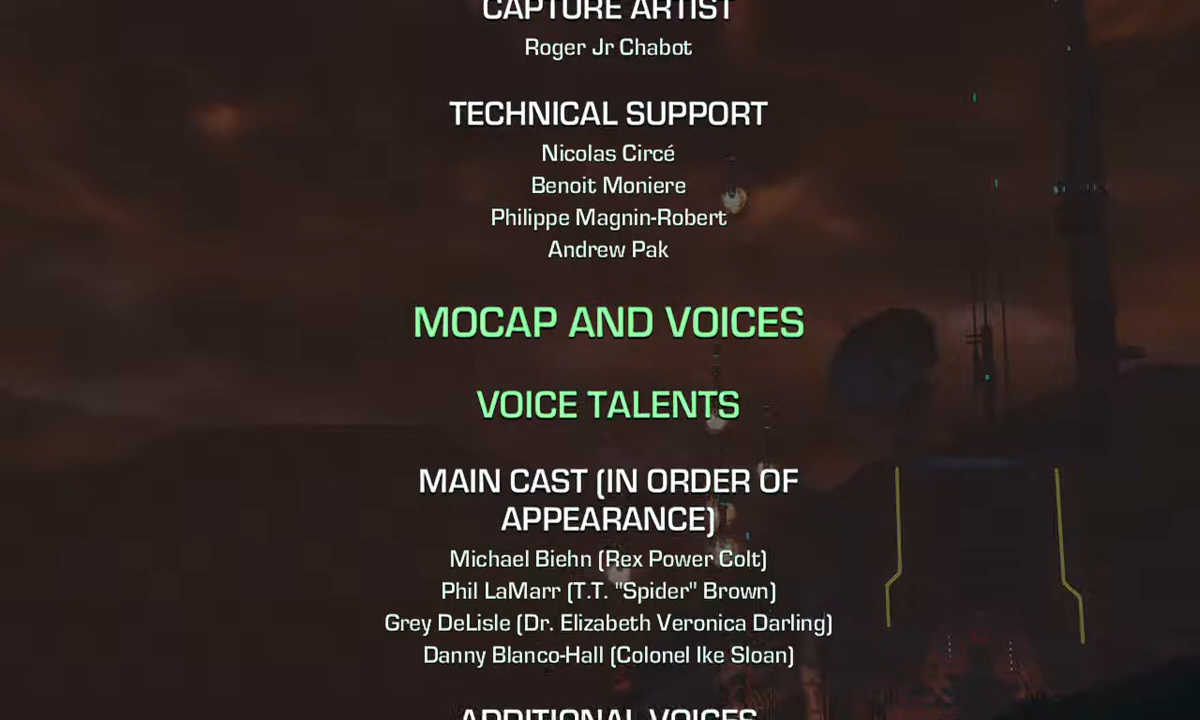 CAPTURE ARTIST
Roger Jr Chabot
TECHNICAL SUPPORT
Nicolas Circé
Benoit Moniere
Philippe Magnin-Robert
Andrew Pak
MOCAP AND VOICES
VOICE TALENTS
MAIN CAST (IN ORDER OF
APPEARANCE)
Michael Biehn (Rex Power Colt)
Phil LaMarr (T.T. "Spider" Brown)
Grey DeLisle (Dr. Elizabeth Veronica Darling)
Danny Blanco-Hall (Colonel Ike Sloan)
ADDITIONAL VOICES